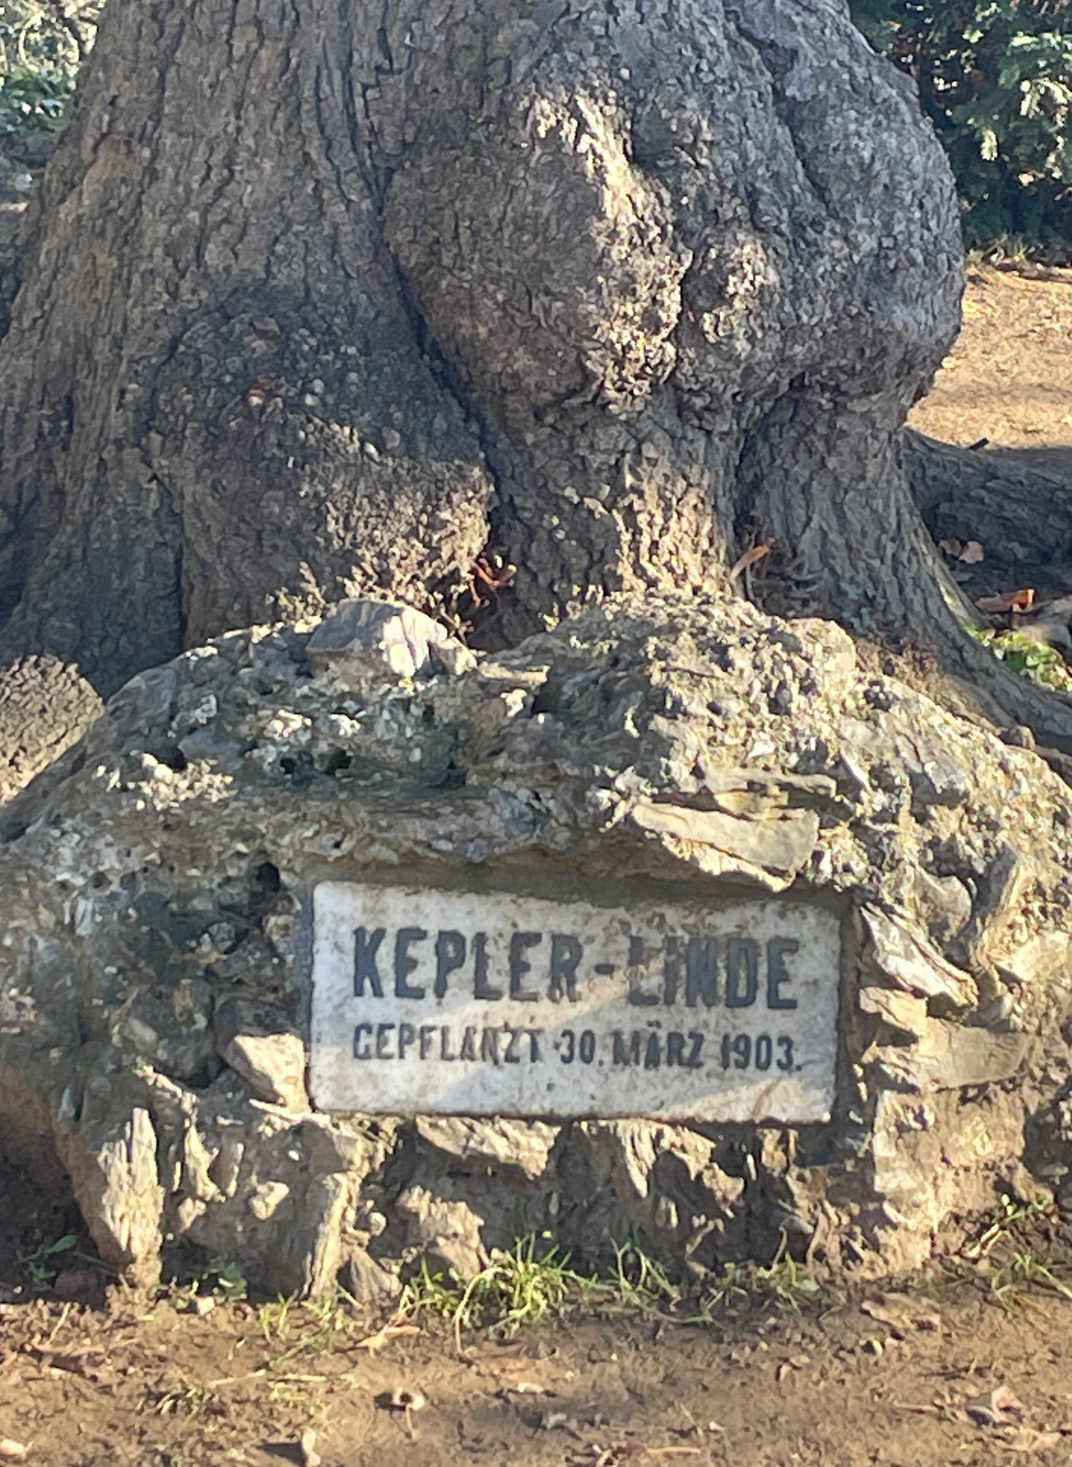 KEPLER-LINDE
GEPFLANZT 30. MÄRZ 1903.